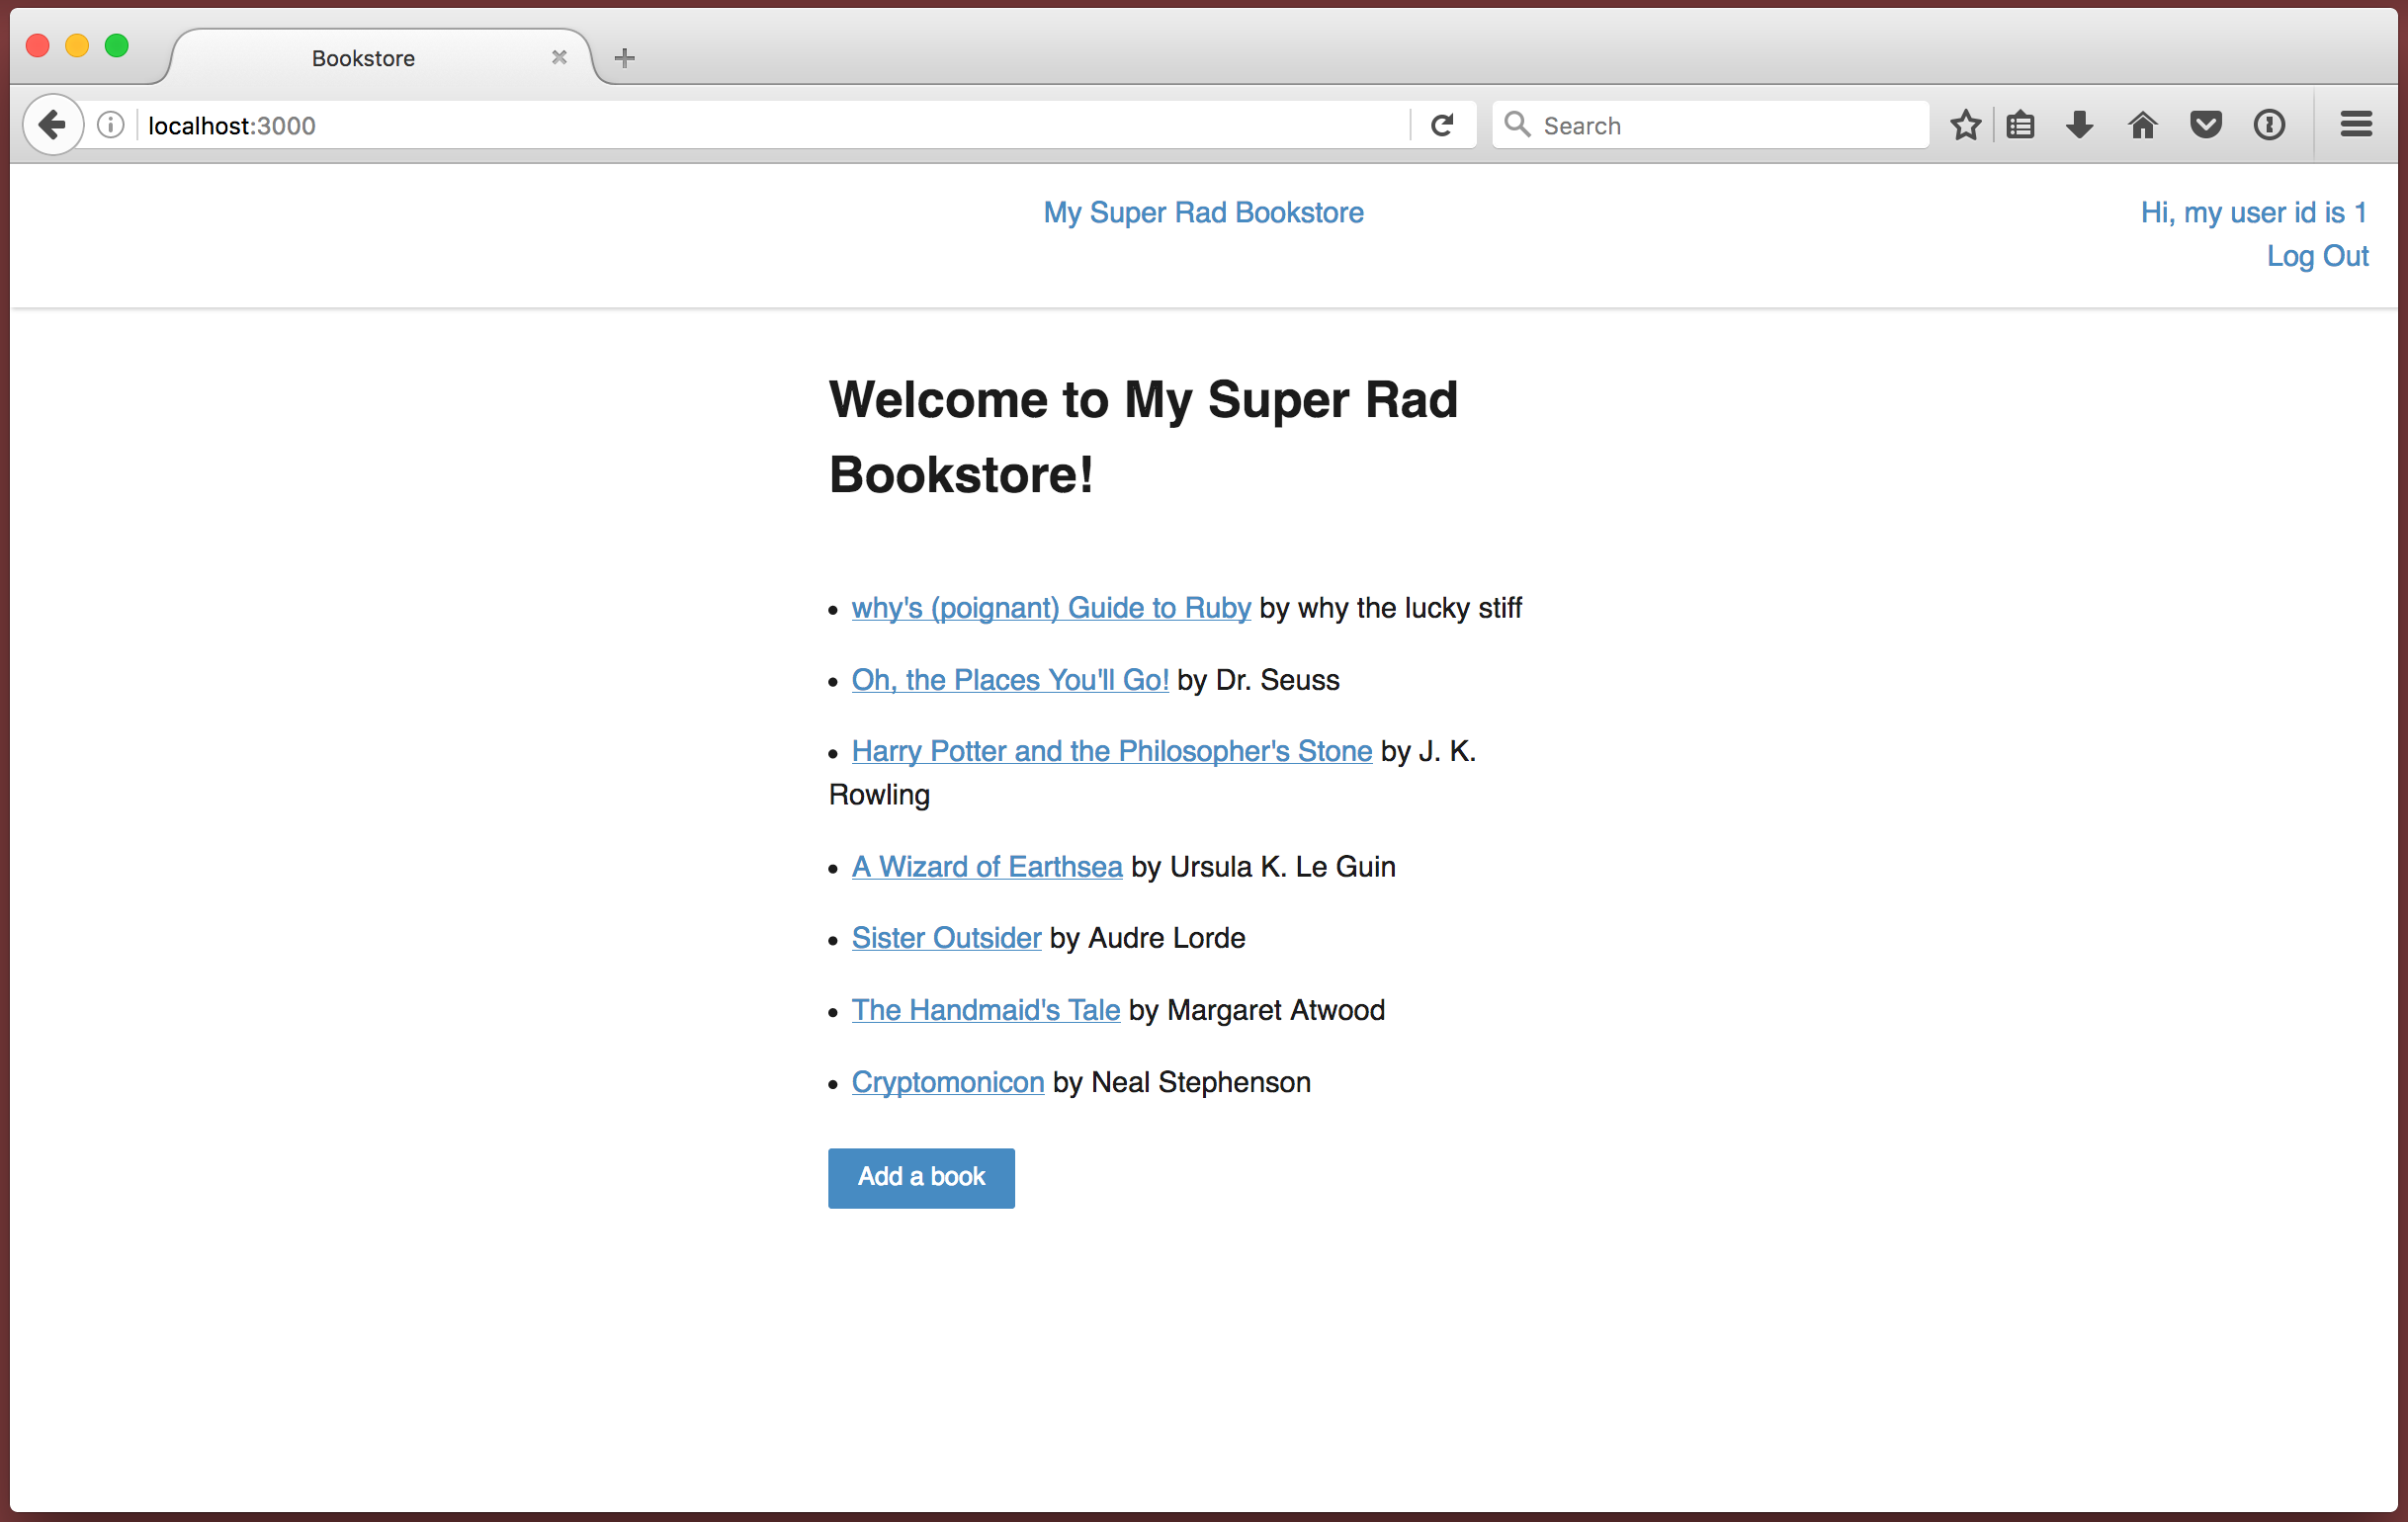 Bookstore
localhost:3000
Search
My Super Rad Bookstore
Hi, my user id is 1
Log Out
Welcome to My Super Rad
Bookstore!
• why's (poignant) Guide to Ruby by why the lucky stiff
• Oh, the Places You'll Go! by Dr. Seuss
• Harry Potter and the Philosopher's Stone by J. K.
Rowling
• A Wizard of Earthsea by Ursula K. Le Guin
• Sister Outsider by Audre Lorde
• The Handmaid's Tale by Margaret Atwood
• Cryptomonicon by Neal Stephenson
Add a book